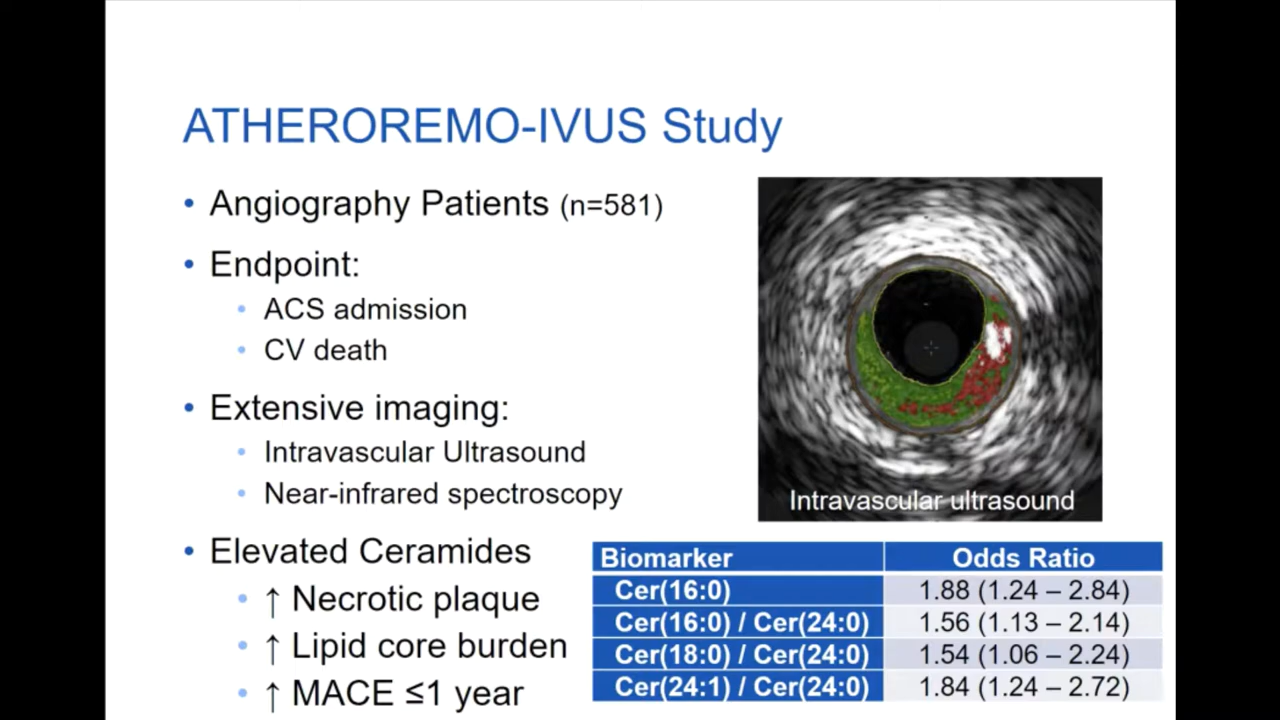 ATHEROREMO-IVUS Study
• Angiography Patients (n=581)
• Endpoint:
• ACS admission
• CV death
• Extensive imaging:
• Intravascular Ultrasound
• Near-infrared spectroscopy
• Elevated Ceramides
• ↑ Necrotic plaque
• ↑ Lipid core burden
• ↑ MACE ≤1 year
Intravascular ultrasound
Biomarker Odds Ratio
Cer(16:0) 1.88 (1.24 – 2.84)
Cer(16:0) / Cer(24:0) 1.56 (1.13 – 2.14)
Cer(18:0) / Cer(24:0) 1.54 (1.06 – 2.24)
Cer(24:1) / Cer(24:0) 1.84 (1.24 – 2.72)